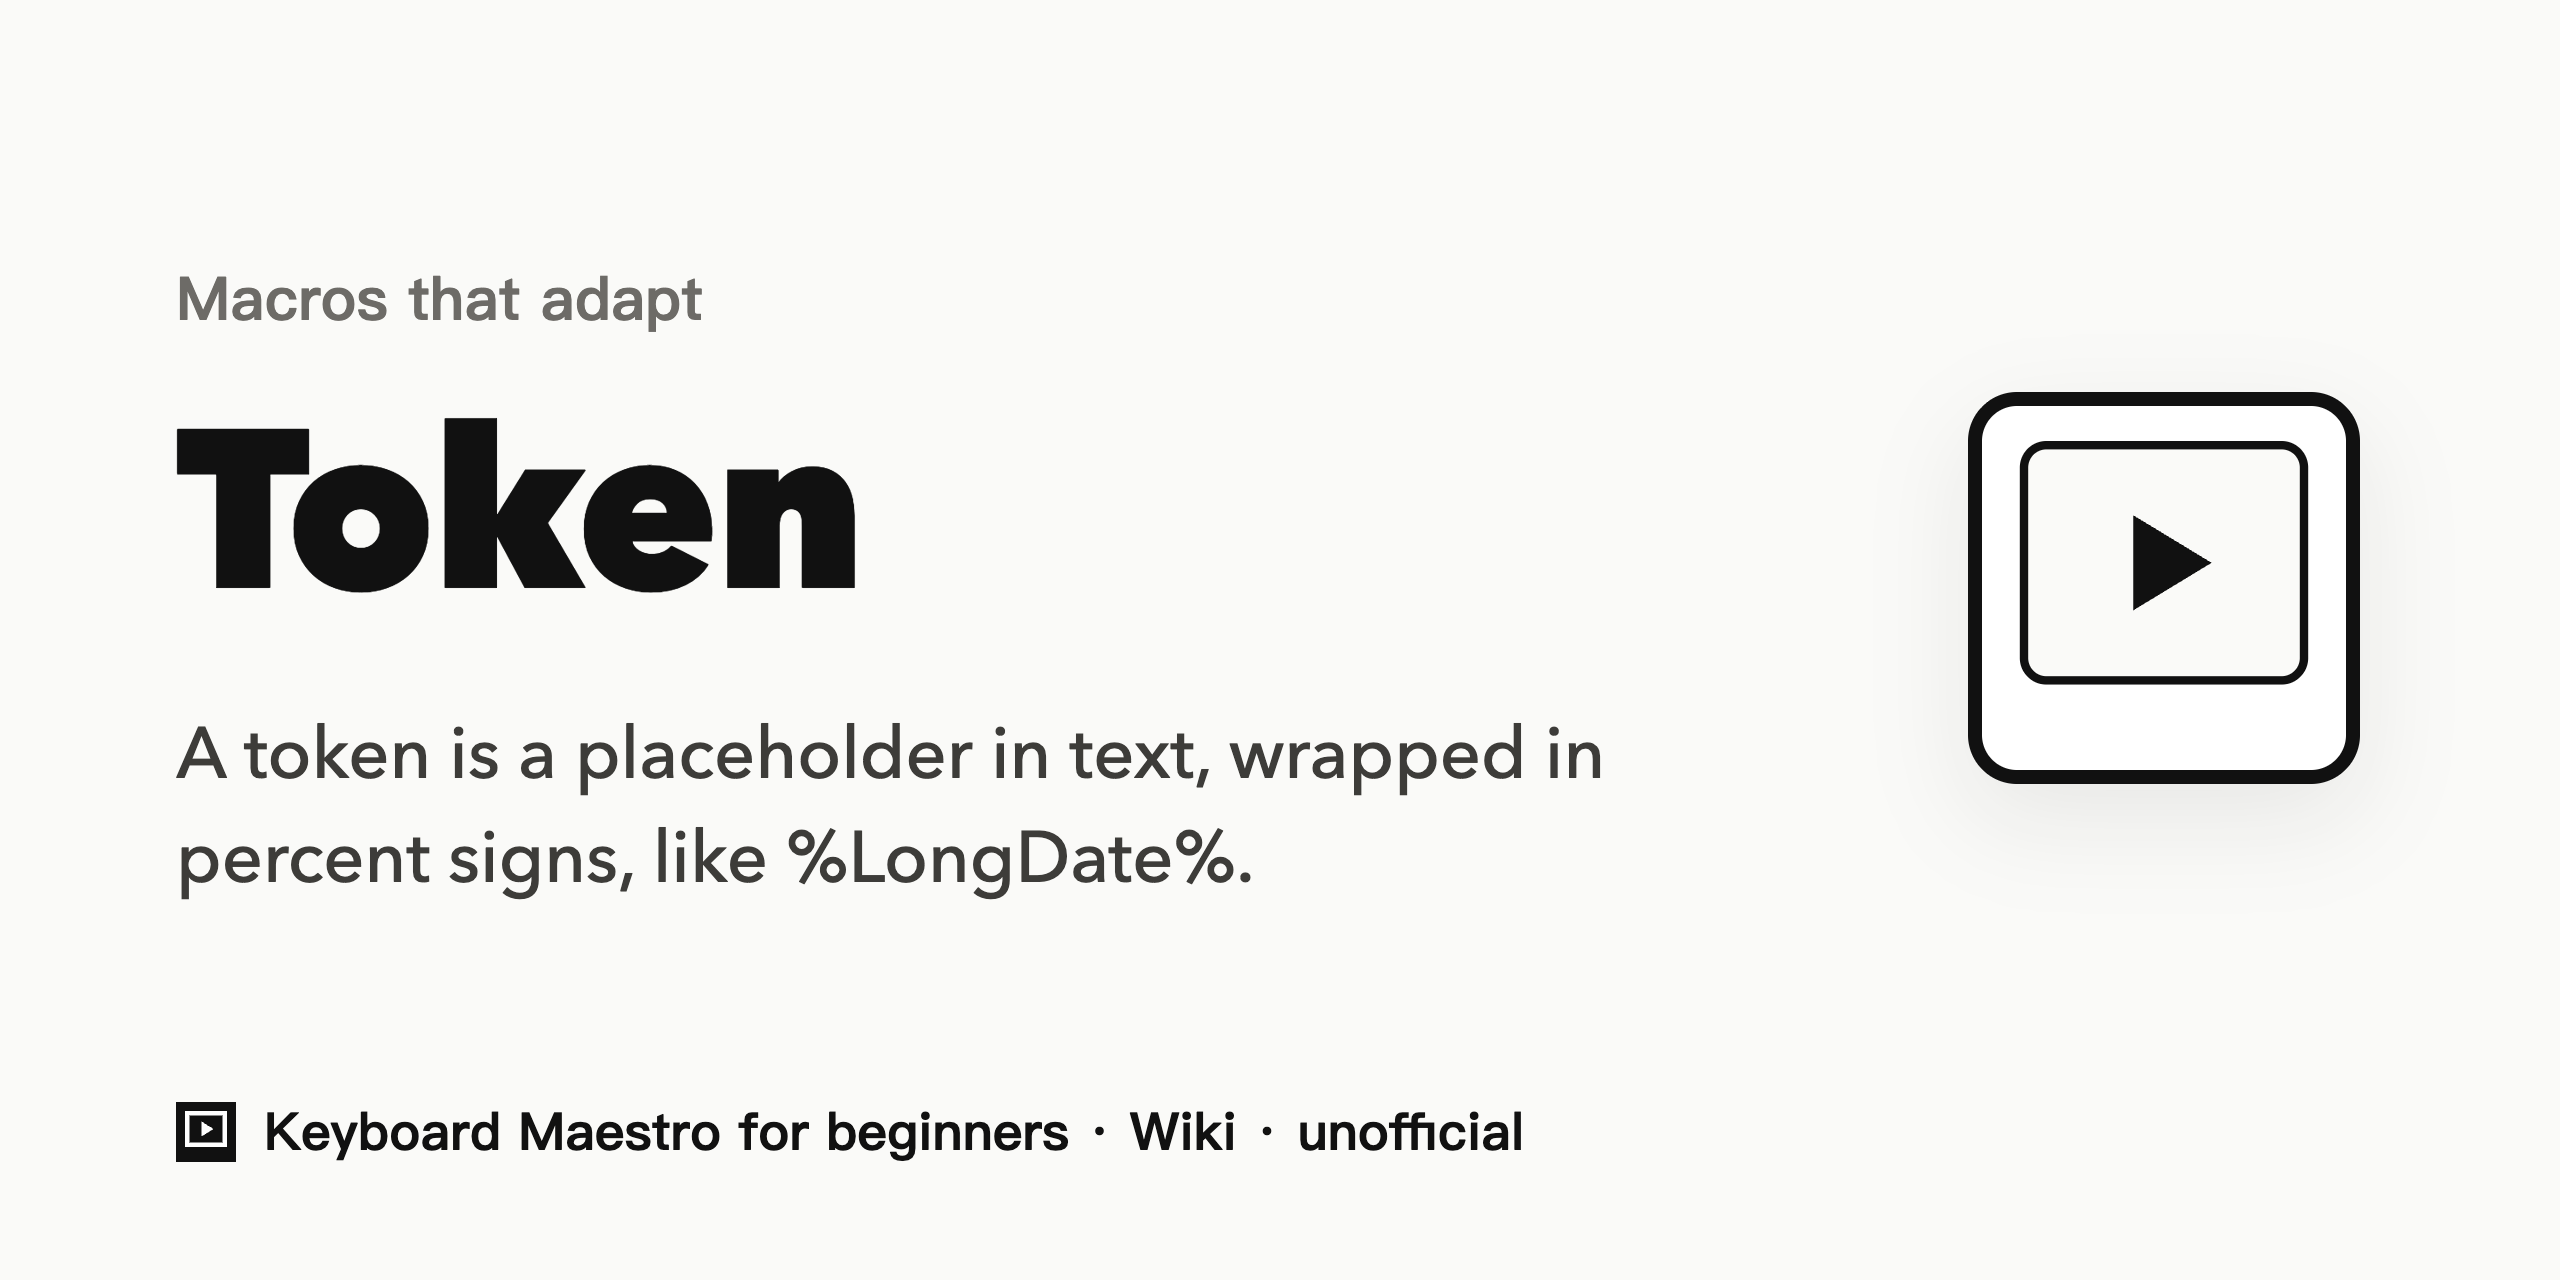 Macros that adapt
Token
A token is a placeholder in text, wrapped in
percent signs, like %LongDate%.
Keyboard Maestro for beginners · Wiki · unofficial